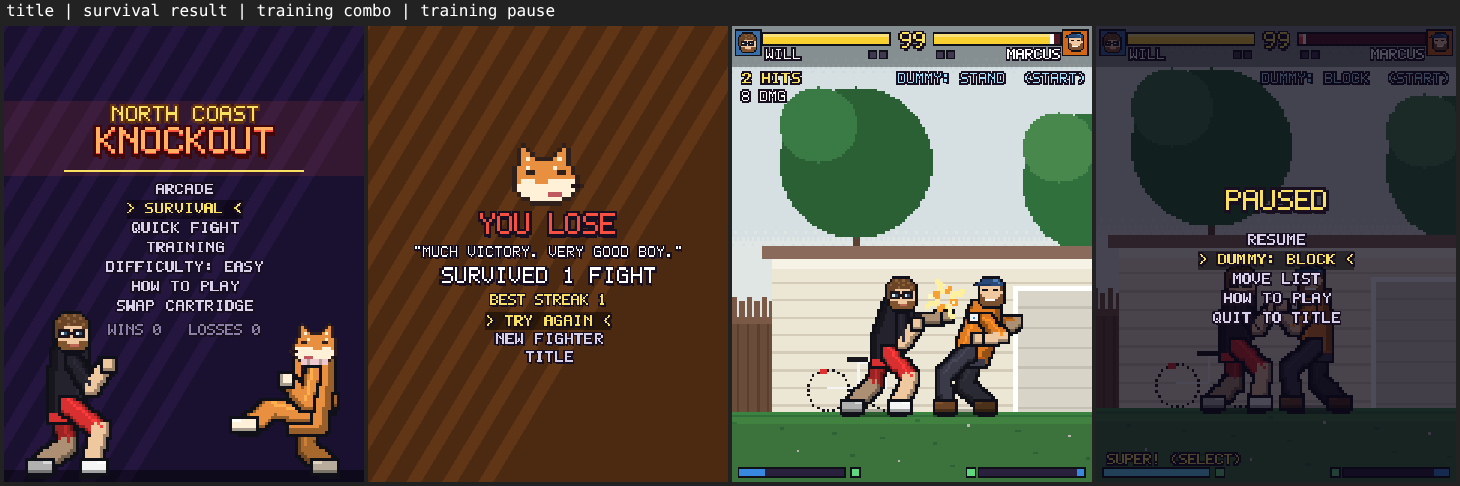 title | survival result | training combo | training pause
NORTH COAST
KNOCKOUT
ARCADE
> SURVIVAL <
QUICK FIGHT
TRAINING
DIFFICULTY: EASY
HOW TO PLAY
SWAP CARTRIDGE
WINS 0 LOSSES 0
YOU LOSE
"MUCH VICTORY. VERY GOOD BOY."
SURVIVED 1 FIGHT
BEST STREAK 1
> TRY AGAIN <
NEW FIGHTER
TITLE
99
WILL MARCUS
2 HITS DUMMY: STAND (START)
8 DMG
99
WILL MARCUS
DUMMY: BLOCK (START)
PAUSED
RESUME
> DUMMY: BLOCK <
MOVE LIST
HOW TO PLAY
QUIT TO TITLE
SUPER! (SELECT)